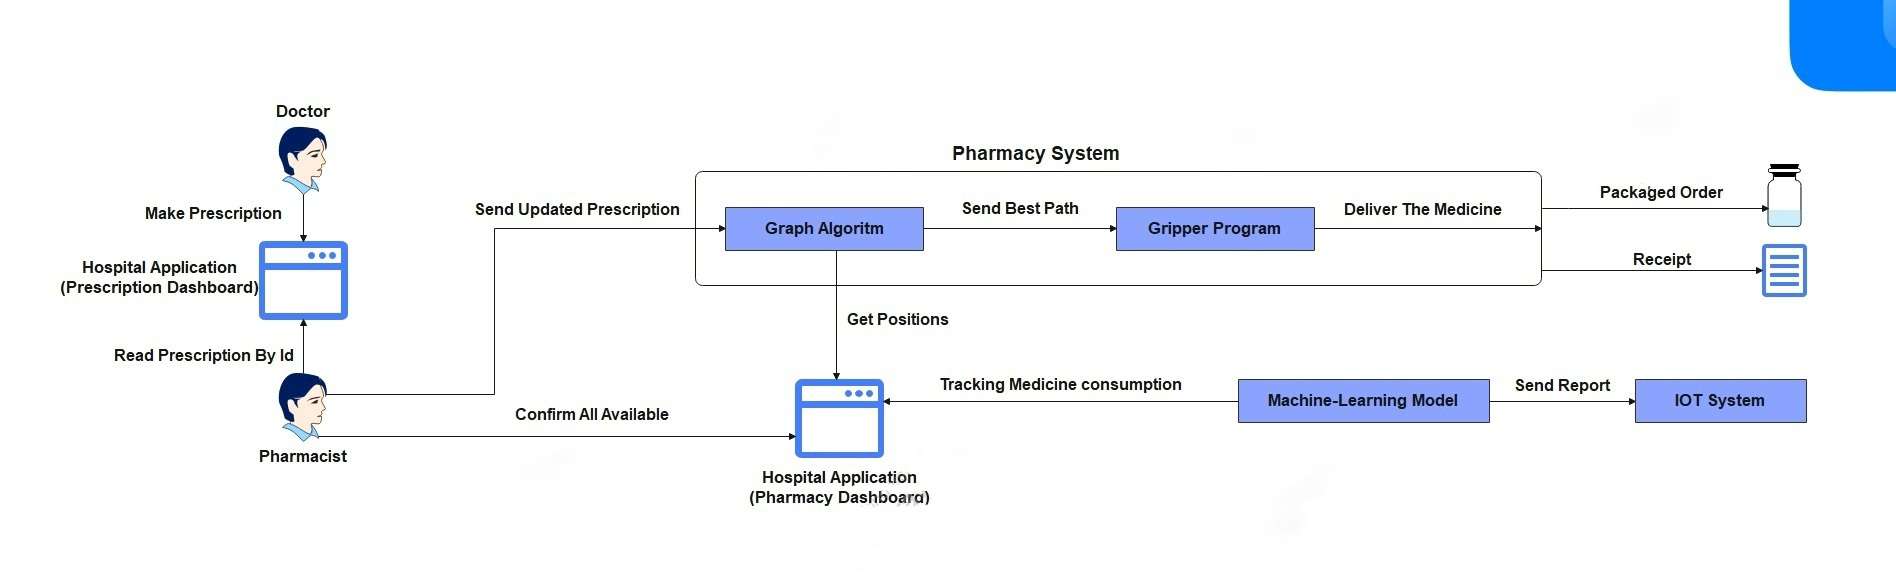 Doctor
Make Prescription
Hospital Application
(Prescription Dashboard)
Read Prescription By Id
Pharmacist
Send Updated Prescription
Confirm All Available
Pharmacy System
Graph Algoritm
Send Best Path
Gripper Program
Deliver The Medicine
Packaged Order
Receipt
Get Positions
Tracking Medicine consumption
Machine-Learning Model
Send Report
IOT System
Hospital Application
(Pharmacy Dashboard)